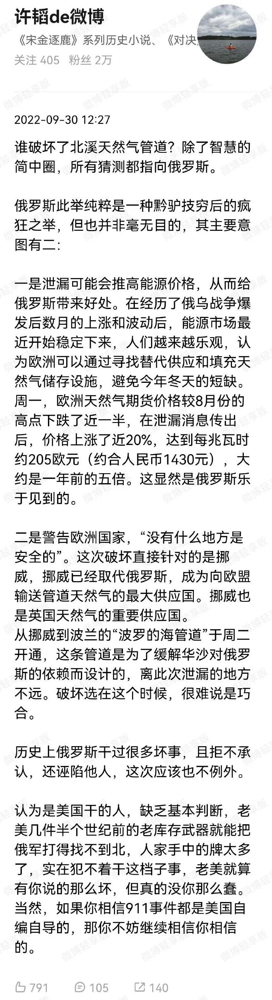 许韬de微博
《宋金逐鹿》系列历史小说、《对决
关注 405 粉丝 2万
2022-09-30 12:27
谁破坏了北溪天然气管道？除了智慧的
简中圈，所有猜测都指向俄罗斯。
俄罗斯此举纯粹是一种黔驴技穷后的疯
狂之举，但也并非毫无目的，其主要意
图有二：
一是泄漏可能会推高能源价格，从而给
俄罗斯带来好处。在经历了俄乌战争爆
发后数月的上涨和波动后，能源市场最
近开始稳定下来，人们越来越乐观，认
为欧洲可以通过寻找替代供应和填充天
然气储存设施，避免今年冬天的短缺。
周一，欧洲天然气期货价格较8月份的
高点下跌了近一半，在泄漏消息传出
后，价格上涨了近20%，达到每兆瓦时
约205欧元（约合人民币1430元），大
约是一年前的五倍。这显然是俄罗斯乐
于见到的。
二是警告欧洲国家，“没有什么地方是
安全的”。这次破坏直接针对的是挪
威，挪威已经取代俄罗斯，成为向欧盟
输送管道天然气的最大供应国。挪威也
是英国天然气的重要供应国。
从挪威到波兰的“波罗的海管道”于周二
开通，这条管道是为了缓解华沙对俄罗
斯的依赖而设计的，离此次泄漏的地方
不远。破坏选在这个时候，很难说是巧
合。
历史上俄罗斯干过很多坏事，且拒不承
认，还诬陷他人，这次应该也不例外。
认为是美国干的人，缺乏基本判断，老
美几件半个世纪前的老库存武器就能把
俄军打得找不到北，人家手中的牌太多
了，实在犯不着干这档子事，老美就算
有你说的那么坏，但真的没你那么蠢。
当然，如果你相信911事件都是美国自
编自导的，那你不妨继续相信你相信
的。
791 105 140
微博轻享版